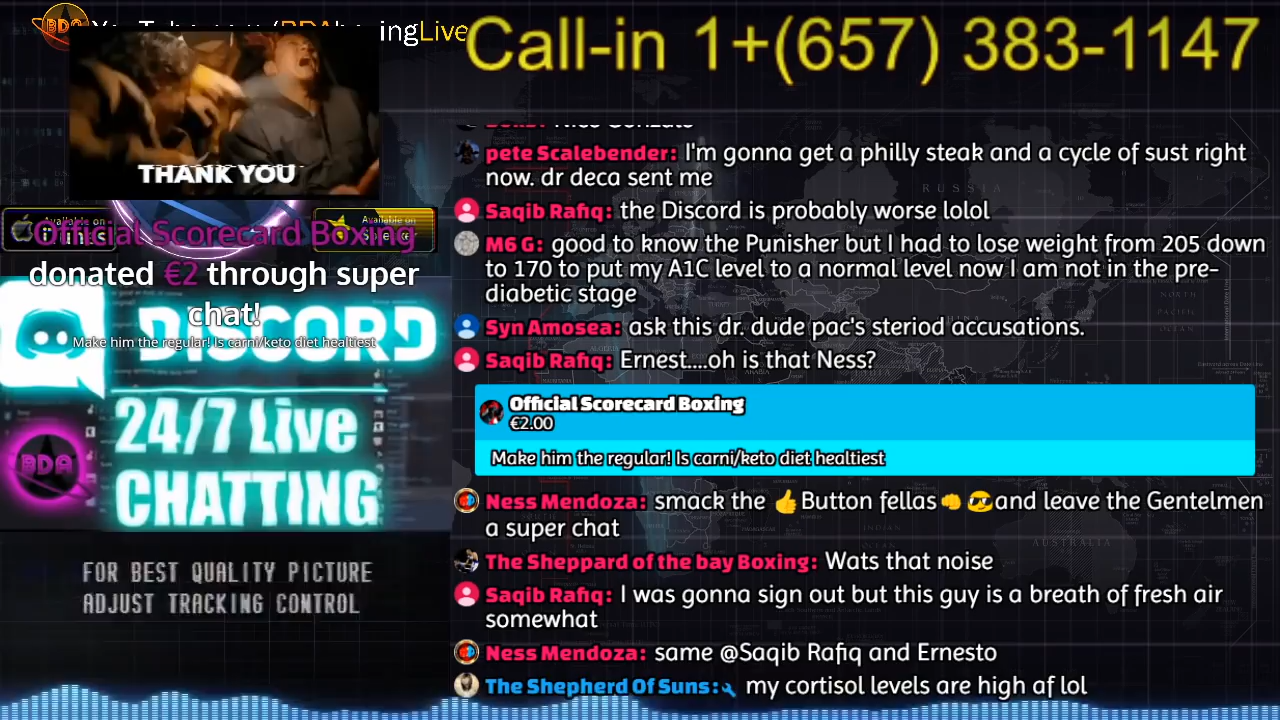 Call-in 1+(657) 383-1147
BDA
ingLive
THANK YOU
Available on
Available on
Official Scorecard Boxing
donated €2 through super
chat!
Make him the regular! Is carni/keto diet healtiest
DISCORD
24/7 Live
CHATTING
BDA
FOR BEST QUALITY PICTURE
ADJUST TRACKING CONTROL
pete Scalebender: I'm gonna get a philly steak and a cycle of sust right
now. dr deca sent me
Saqib Rafiq: the Discord is probably worse lolol
M6 G: good to know the Punisher but I had to lose weight from 205 down
to 170 to put my A1C level to a normal level now I am not in the pre-
diabetic stage
Syn Amosea: ask this dr. dude pac's steriod accusations.
Saqib Rafiq: Ernest....oh is that Ness?
Official Scorecard Boxing
€2.00
Make him the regular! Is carni/keto diet healtiest
Ness Mendoza: smack the 👍Button fellas👊😎and leave the Gentelmen
a super chat
The Sheppard of the bay Boxing: Wats that noise
Saqib Rafiq: I was gonna sign out but this guy is a breath of fresh air
somewhat
Ness Mendoza: same @Saqib Rafiq and Ernesto
The Shepherd Of Suns: my cortisol levels are high af lol